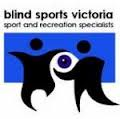 blind sports victoria
sport and recreation specialists